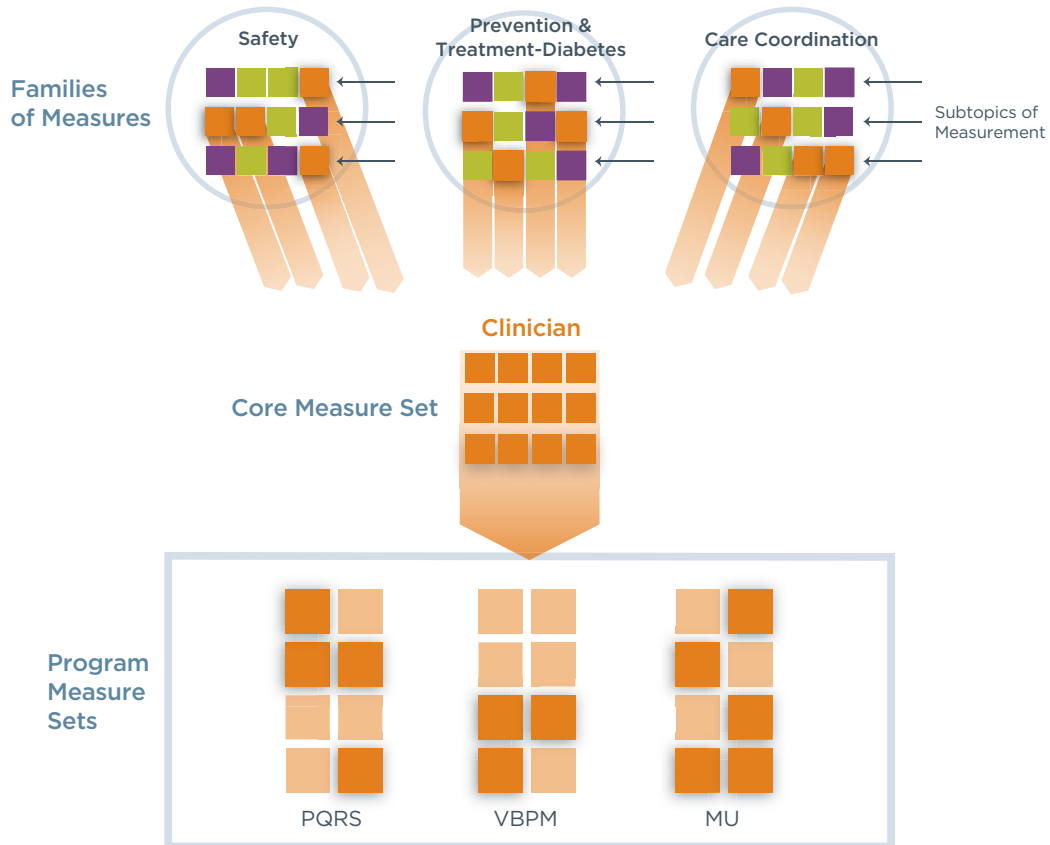 Safety
Prevention &
Treatment-Diabetes
Care Coordination
Families
of Measures
Subtopics of
Measurement
Clinician
Core Measure Set
Program
Measure
Sets
PQRS
VBPM
MU